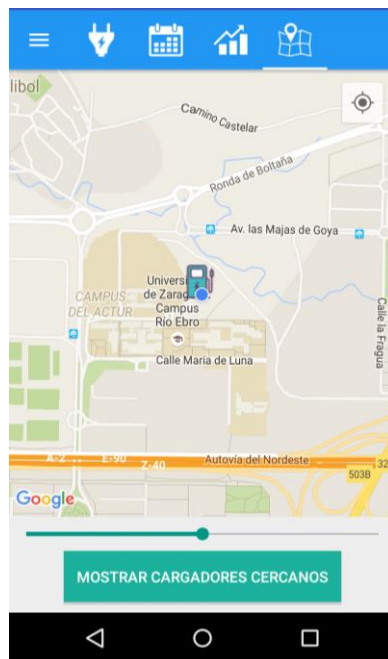 libol
Camino Castelar
Ronda de Boltaña
Av. las Majas de Goya
Univers
de Zarag
Campus
Río Ebro
CAMPUS
DEL ACTUR
Calle la Fragua
Calle María de Luna
A-2
E-90
Z-40
Autovía del Nordeste
32
503B
Google
MOSTRAR CARGADORES CERCANOS